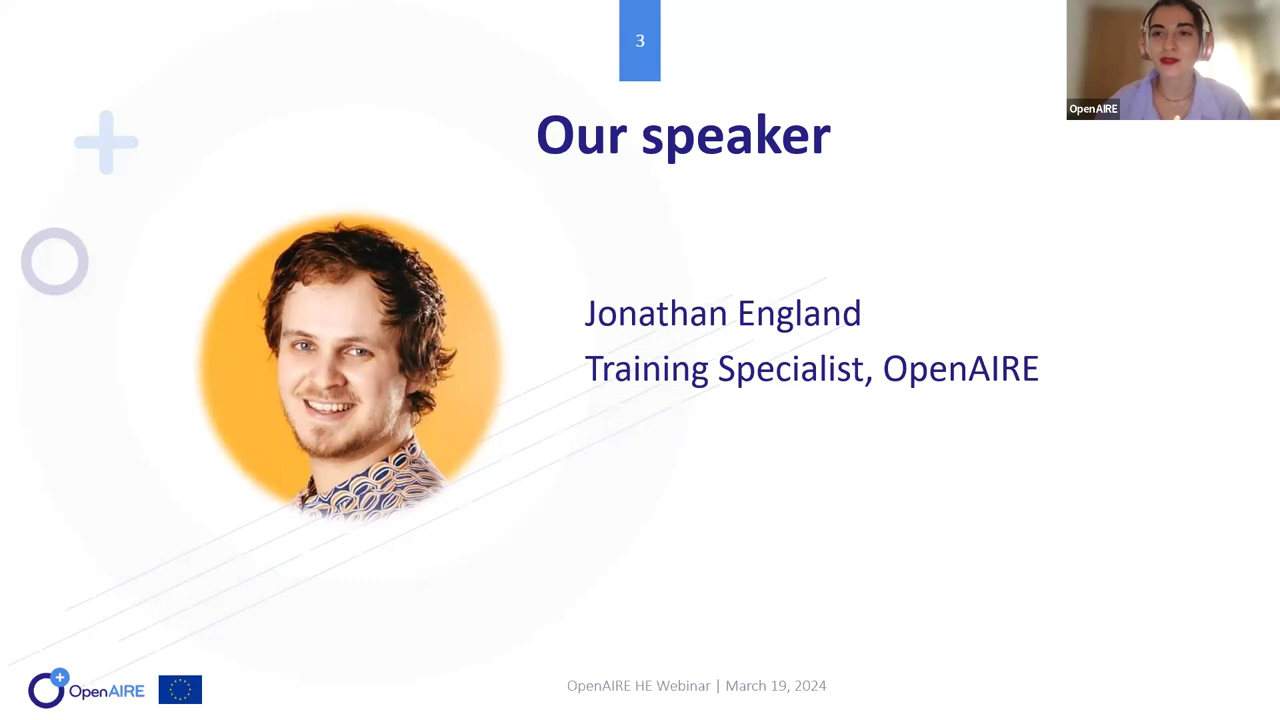 3
OpenAIRE
Our speaker
Jonathan England
Training Specialist, OpenAIRE
OpenAIRE
OpenAIRE HE Webinar | March 19, 2024